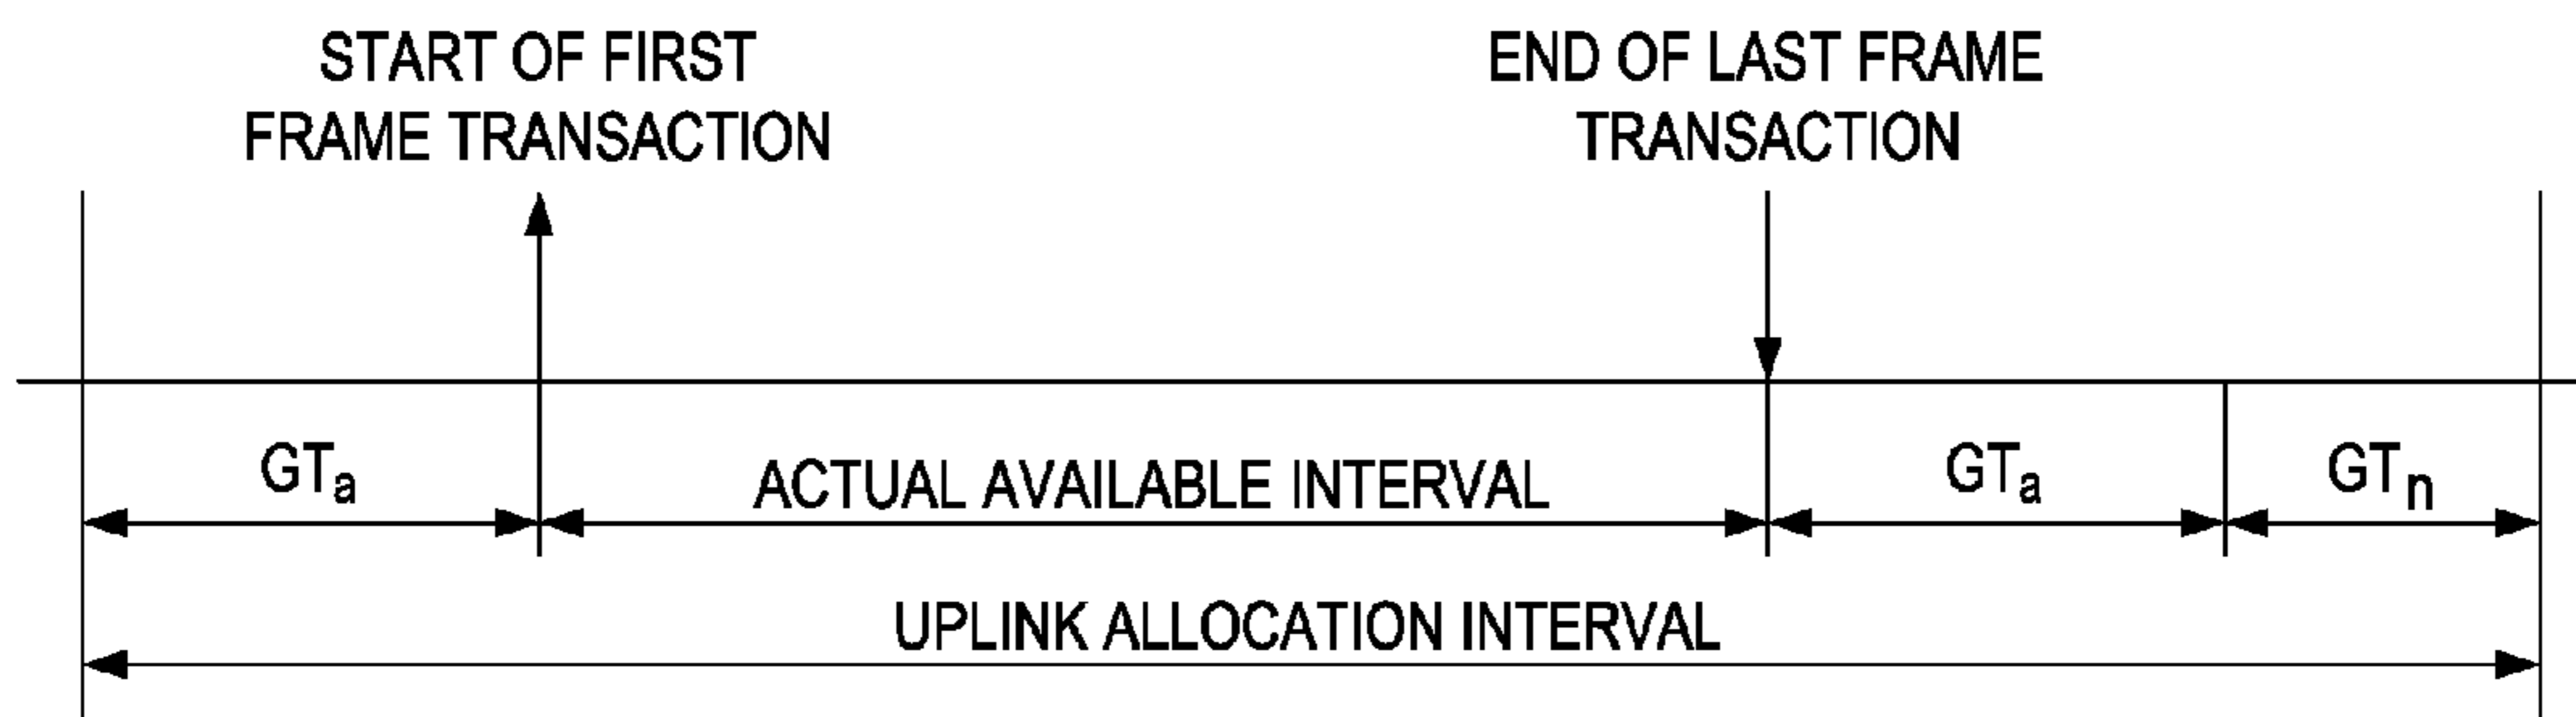 START OF FIRST
FRAME TRANSACTION
END OF LAST FRAME
TRANSACTION
GTa
ACTUAL AVAILABLE INTERVAL
GTa
GTn
UPLINK ALLOCATION INTERVAL